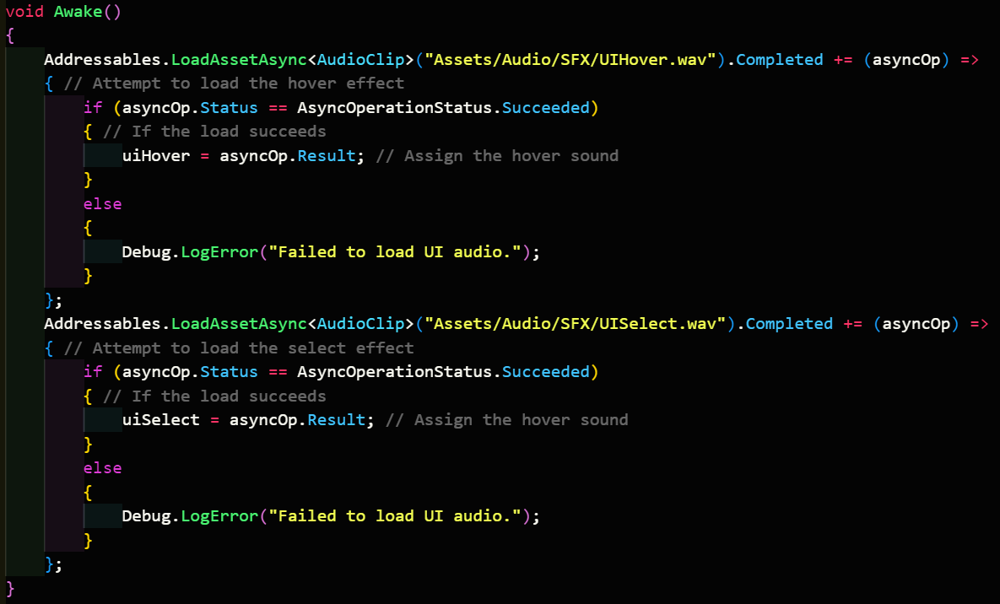 void Awake()
{
    Addressables.LoadAssetAsync<AudioClip>("Assets/Audio/SFX/UIHover.wav").Completed += (asyncOp) =>
    { // Attempt to load the hover effect
        if (asyncOp.Status == AsyncOperationStatus.Succeeded)
        { // If the load succeeds
            uiHover = asyncOp.Result; // Assign the hover sound
        }
        else
        {
            Debug.LogError("Failed to load UI audio.");
        }
    };
    Addressables.LoadAssetAsync<AudioClip>("Assets/Audio/SFX/UISelect.wav").Completed += (asyncOp) =>
    { // Attempt to load the select effect
        if (asyncOp.Status == AsyncOperationStatus.Succeeded)
        { // If the load succeeds
            uiSelect = asyncOp.Result; // Assign the hover sound
        }
        else
        {
            Debug.LogError("Failed to load UI audio.");
        }
    };
}